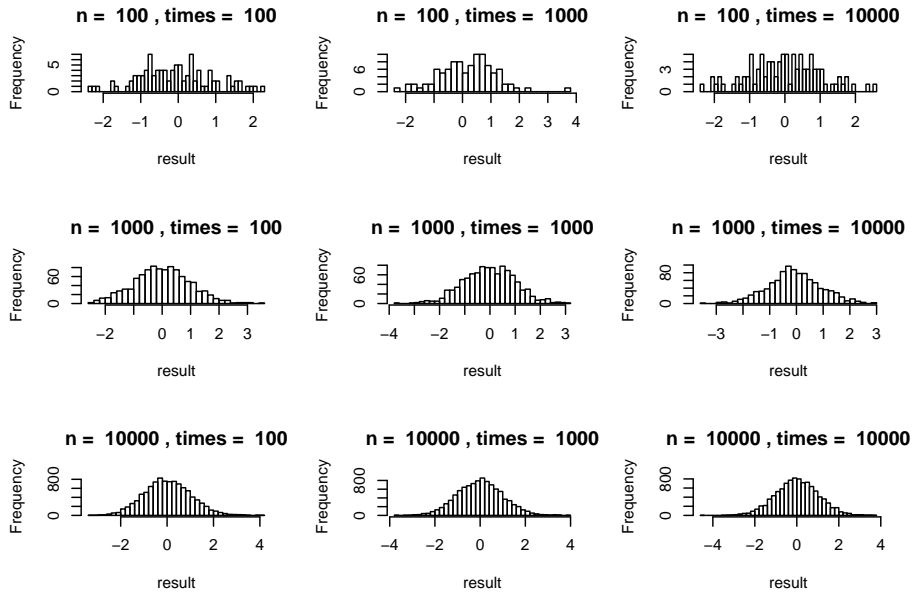 n = 100 , times = 100
Frequency
0 5
−2 −1 0 1 2
result
n = 100 , times = 1000
Frequency
0 6
−2 0 1 2 3 4
result
n = 100 , times = 10000
Frequency
0 3
−2 −1 0 1 2
result
n = 1000 , times = 100
Frequency
0 60
−2 −1 0 1 2 3
result
n = 1000 , times = 1000
Frequency
0 60
−4 −2 0 1 2 3
result
n = 1000 , times = 10000
Frequency
0 80
−3 −1 0 1 2 3
result
n = 10000 , times = 100
Frequency
0 800
−2 0 2 4
result
n = 10000 , times = 1000
Frequency
0 800
−4 −2 0 2 4
result
n = 10000 , times = 10000
Frequency
0 800
−4 −2 0 2 4
result